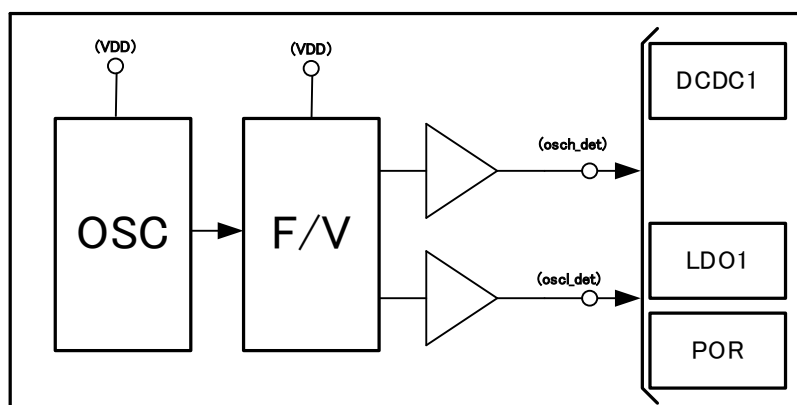 (VDD)
(VDD)
DCDC1
(osch_det)
OSC
F/V
LDO1
(oscl_det)
POR